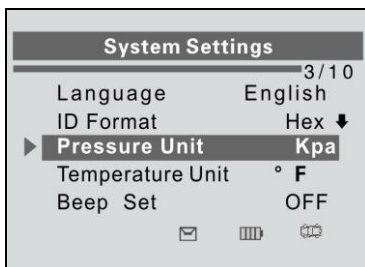 System Settings
3/10
Language English
ID Format Hex
Pressure Unit Kpa
Temperature Unit ° F
Beep Set OFF